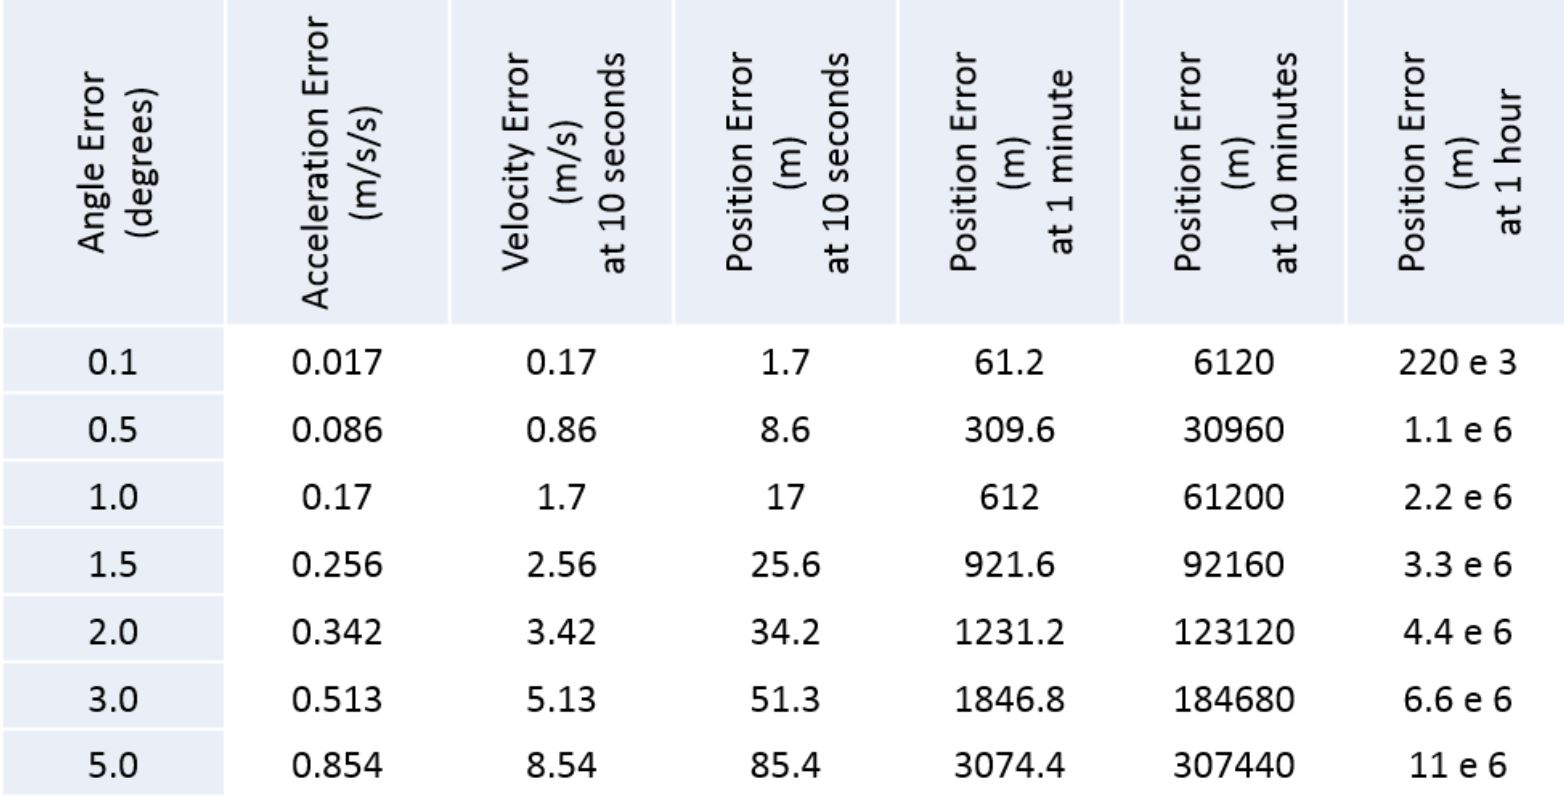 Angle Error
(degrees)
Acceleration Error
(m/s/s)
Velocity Error
(m/s)
at 10 seconds
Position Error
(m)
at 10 seconds
Position Error
(m)
at 1 minute
Position Error
(m)
at 10 minutes
Position Error
(m)
at 1 hour
0.1 0.017 0.17 1.7 61.2 6120 220 e 3
0.5 0.086 0.86 8.6 309.6 30960 1.1 e 6
1.0 0.17 1.7 17 612 61200 2.2 e 6
1.5 0.256 2.56 25.6 921.6 92160 3.3 e 6
2.0 0.342 3.42 34.2 1231.2 123120 4.4 e 6
3.0 0.513 5.13 51.3 1846.8 184680 6.6 e 6
5.0 0.854 8.54 85.4 3074.4 307440 11 e 6